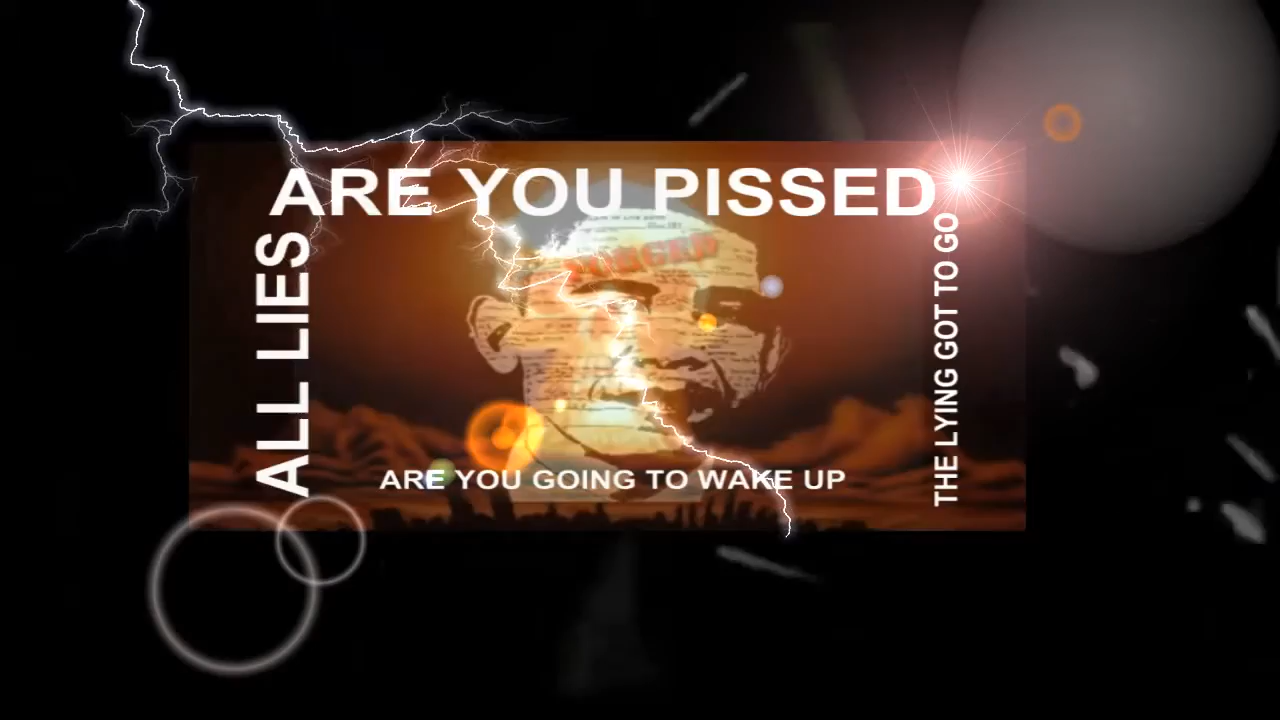 ARE YOU PISSED
ALL LIES
THE LYING GOT TO GO
ARE YOU GOING TO WAKE UP